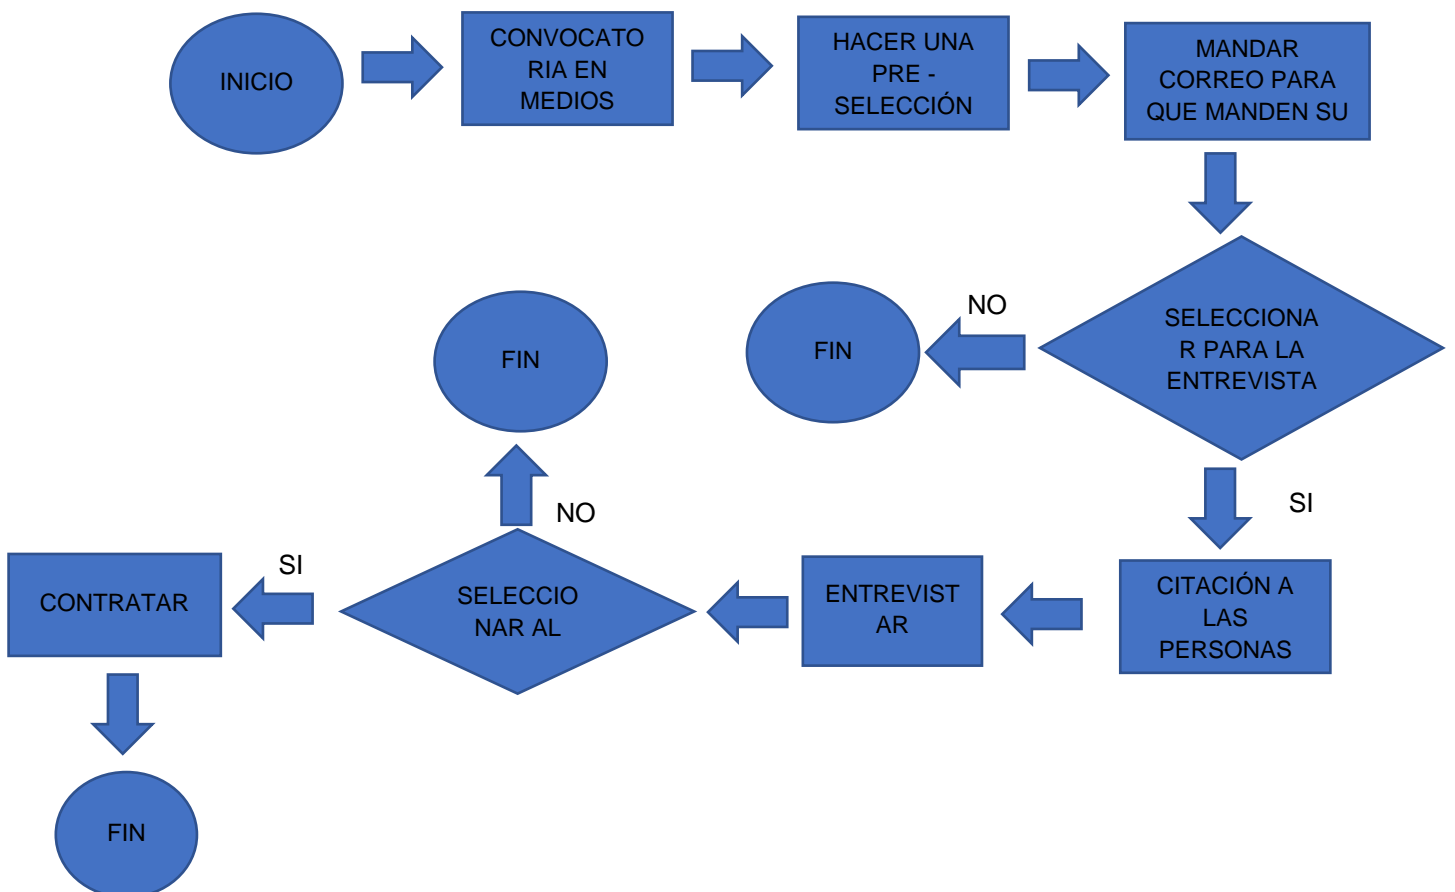 INICIO
CONVOCATO
RIA EN
MEDIOS
HACER UNA
PRE -
SELECCIÓN
MANDAR
CORREO PARA
QUE MANDEN SU
SELECCIONA
R PARA LA
ENTREVISTA
NO
FIN
SI
CITACIÓN A
LAS
PERSONAS
ENTREVIST
AR
SELECCIO
NAR AL
NO
FIN
SI
CONTRATAR
FIN